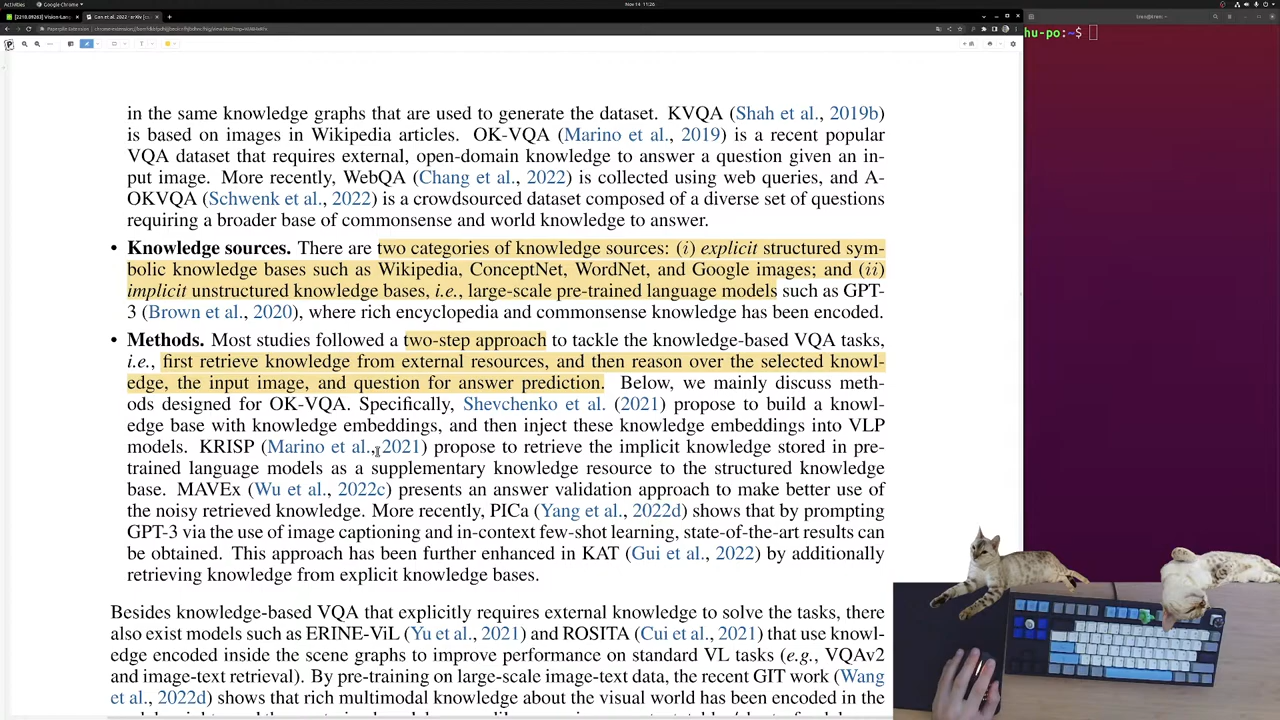 Activities
Google Chrome
Nov 14 11:26
[2210.09263] Vision-Lang
Gan et al. 2022 - arXiv
in the same knowledge graphs that are used to generate the dataset. KVQA (Shah et al., 2019b)
is based on images in Wikipedia articles. OK-VQA (Marino et al., 2019) is a recent popular
VQA dataset that requires external, open-domain knowledge to answer a question given an in-
put image. More recently, WebQA (Chang et al., 2022) is collected using web queries, and A-
OKVQA (Schwenk et al., 2022) is a crowdsourced dataset composed of a diverse set of questions
requiring a broader base of commonsense and world knowledge to answer.
• Knowledge sources. There are two categories of knowledge sources: (i) explicit structured sym-
bolic knowledge bases such as Wikipedia, ConceptNet, WordNet, and Google images; and (ii)
implicit unstructured knowledge bases, i.e., large-scale pre-trained language models such as GPT-
3 (Brown et al., 2020), where rich encyclopedia and commonsense knowledge has been encoded.
• Methods. Most studies followed a two-step approach to tackle the knowledge-based VQA tasks,
i.e., first retrieve knowledge from external resources, and then reason over the selected knowl-
edge, the input image, and question for answer prediction. Below, we mainly discuss meth-
ods designed for OK-VQA. Specifically, Shevchenko et al. (2021) propose to build a knowl-
edge base with knowledge embeddings, and then inject these knowledge embeddings into VLP
models. KRISP (Marino et al., 2021) propose to retrieve the implicit knowledge stored in pre-
trained language models as a supplementary knowledge resource to the structured knowledge
base. MAVEx (Wu et al., 2022c) presents an answer validation approach to make better use of
the noisy retrieved knowledge. More recently, PICa (Yang et al., 2022d) shows that by prompting
GPT-3 via the use of image captioning and in-context few-shot learning, state-of-the-art results can
be obtained. This approach has been further enhanced in KAT (Gui et al., 2022) by additionally
retrieving knowledge from explicit knowledge bases.
Besides knowledge-based VQA that explicitly requires external knowledge to solve the tasks, there
also exist models such as ERINE-ViL (Yu et al., 2021) and ROSITA (Cui et al., 2021) that use knowl-
edge encoded inside the scene graphs to improve performance on standard VL tasks (e.g., VQAv2
and image-text retrieval). By pre-training on large-scale image-text data, the recent GIT work (Wang
et al., 2022d) shows that rich multimodal knowledge about the visual world has been encoded in the
hu-po:~$